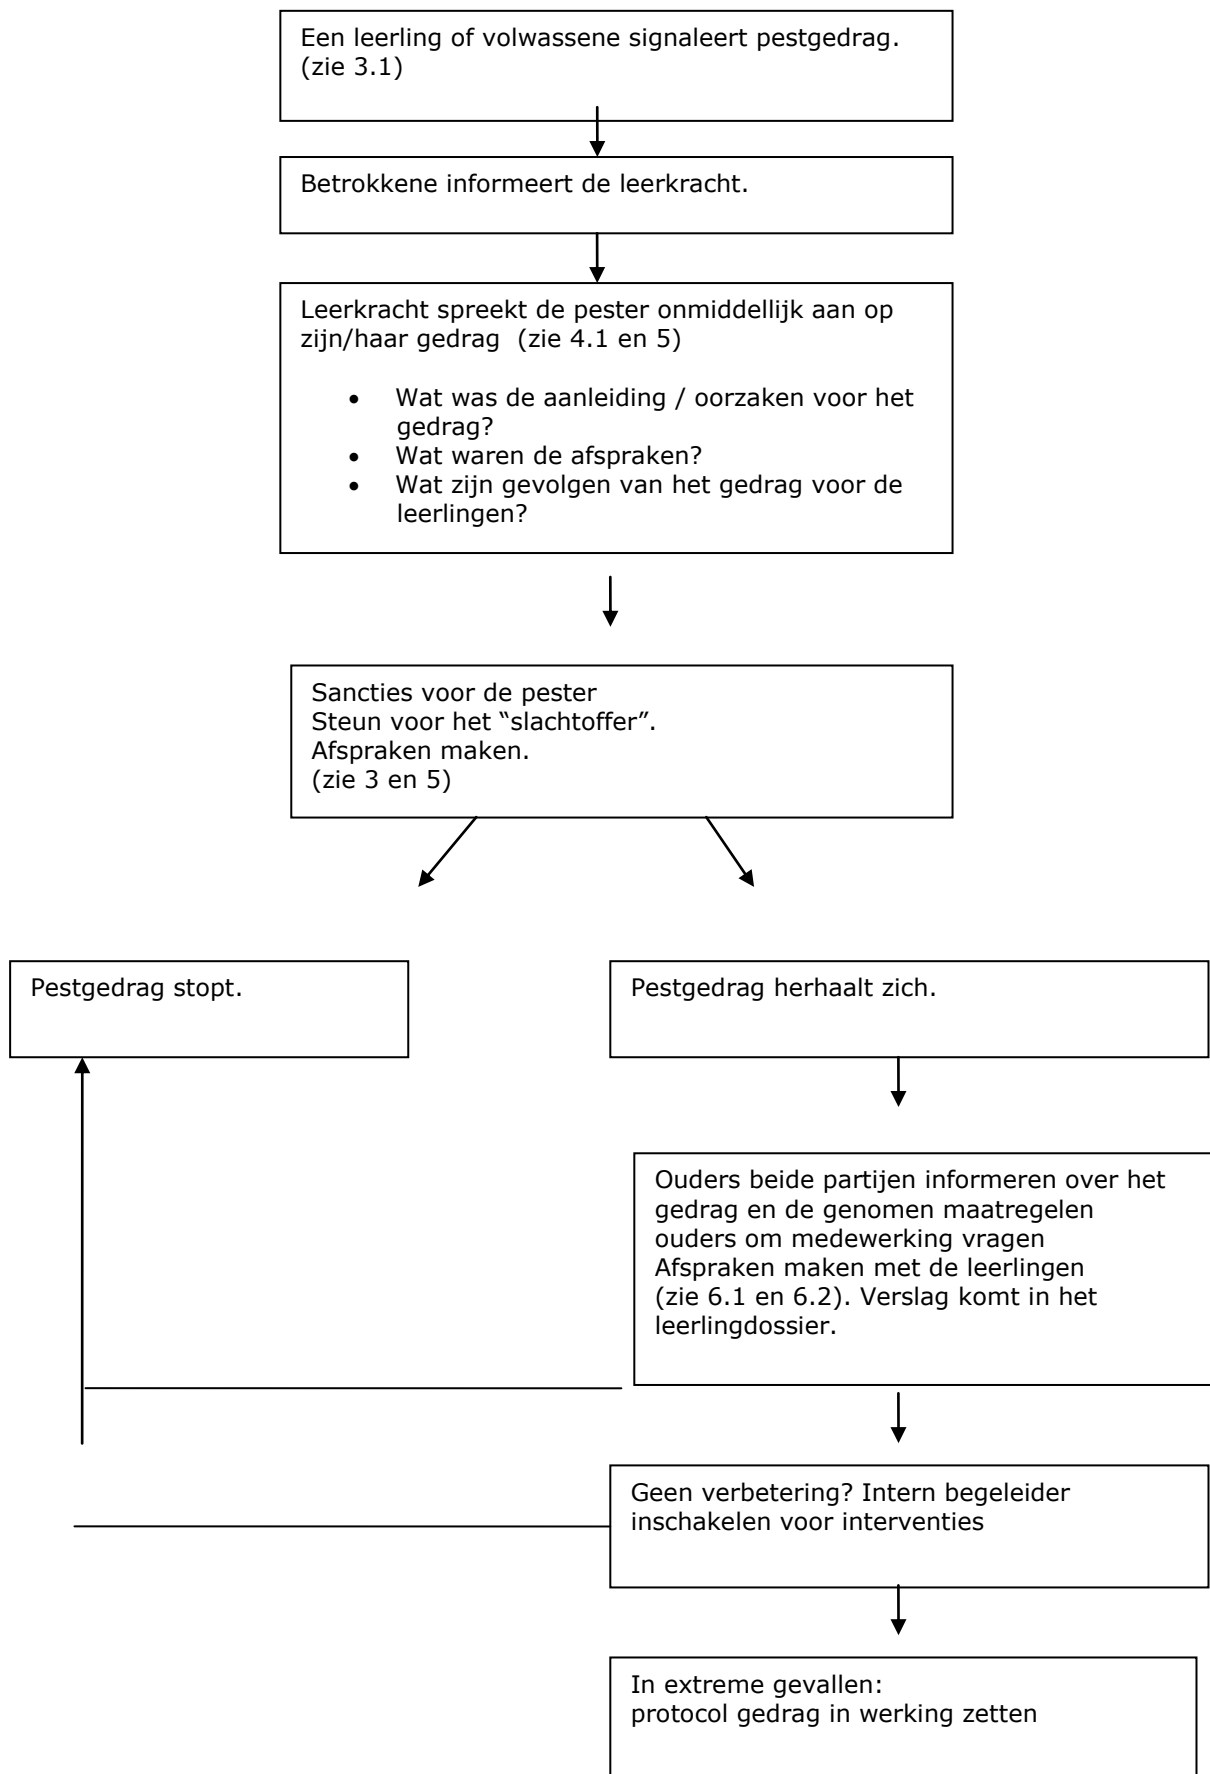 Een leerling of volwassene signaleert pestgedrag.
(zie 3.1)
Betrokkene informeert de leerkracht.
Leerkracht spreekt de pester onmiddellijk aan op
zijn/haar gedrag  (zie 4.1 en 5)
• Wat was de aanleiding / oorzaken voor het
gedrag?
• Wat waren de afspraken?
• Wat zijn gevolgen van het gedrag voor de
leerlingen?
Sancties voor de pester
Steun voor het “slachtoffer”.
Afspraken maken.
(zie 3 en 5)
Pestgedrag stopt.
Pestgedrag herhaalt zich.
Ouders beide partijen informeren over het
gedrag en de genomen maatregelen
ouders om medewerking vragen
Afspraken maken met de leerlingen
(zie 6.1 en 6.2). Verslag komt in het
leerlingdossier.
Geen verbetering? Intern begeleider
inschakelen voor interventies
In extreme gevallen:
protocol gedrag in werking zetten